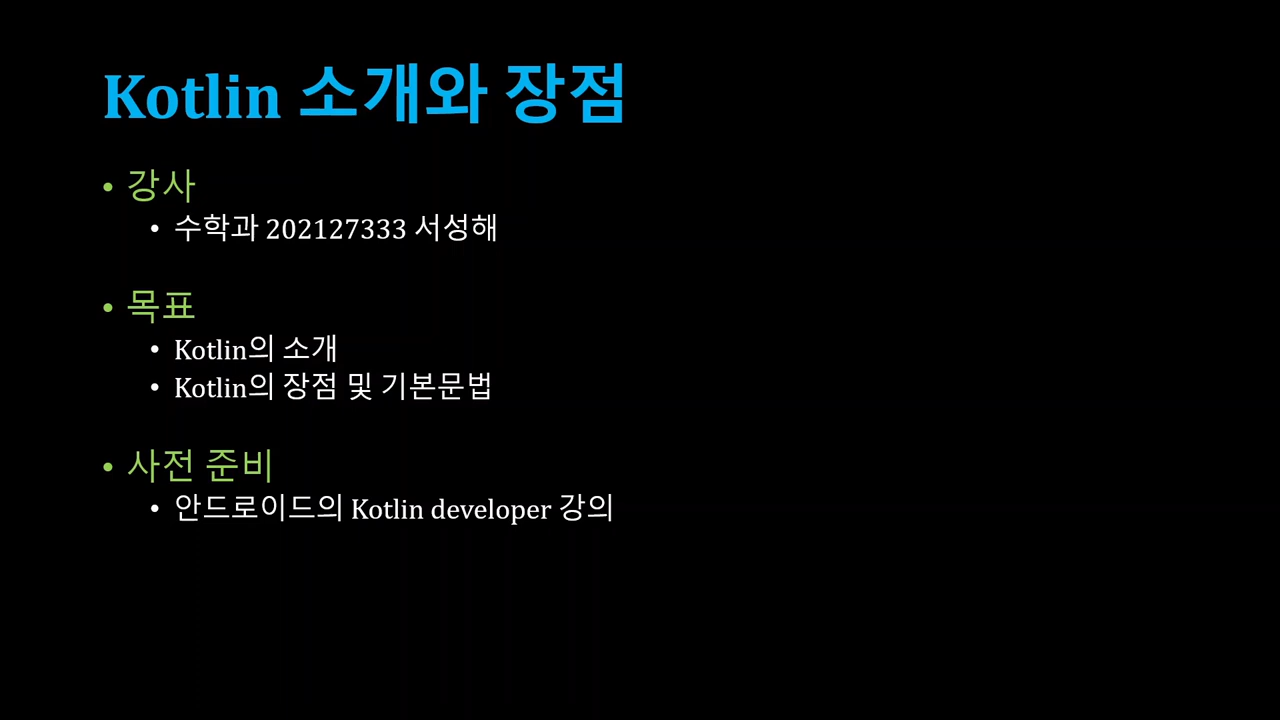 Kotlin 소개와 장점
• 강사
• 수학과 202127333 서성해
• 목표
• Kotlin의 소개
• Kotlin의 장점 및 기본문법
• 사전 준비
• 안드로이드의 Kotlin developer 강의